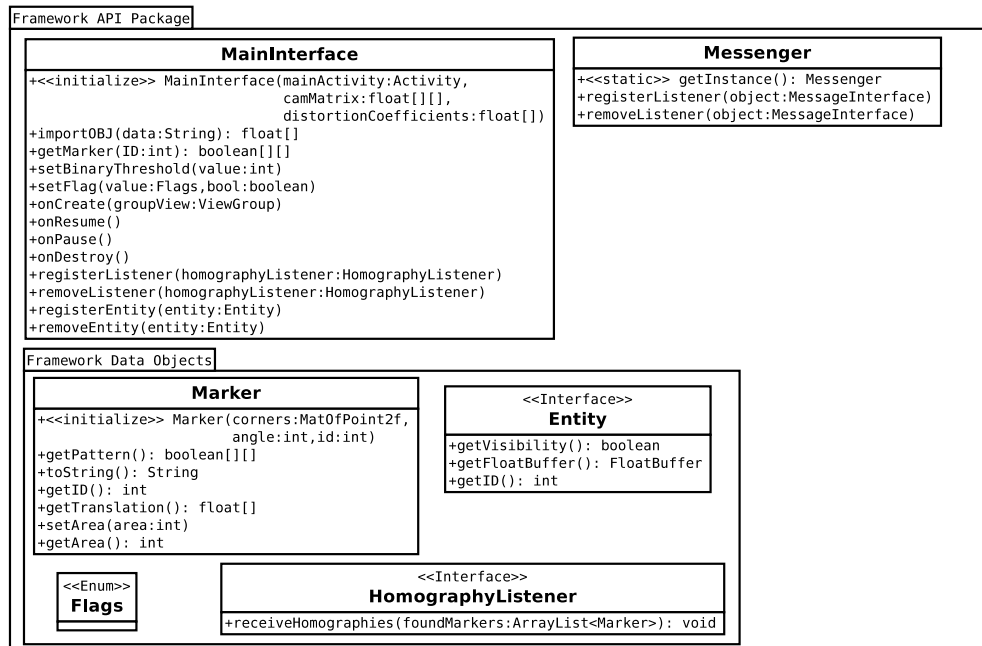 Framework API Package
MainInterface
+<<initialize>> MainInterface(mainActivity:Activity,
camMatrix:float[][],
distortionCoefficients:float[])
+importOBJ(data:String): float[]
+getMarker(ID:int): boolean[][]
+setBinaryThreshold(value:int)
+setFlag(value:Flags,bool:boolean)
+onCreate(groupView:ViewGroup)
+onResume()
+onPause()
+onDestroy()
+registerListener(homographyListener:HomographyListener)
+removeListener(homographyListener:HomographyListener)
+registerEntity(entity:Entity)
+removeEntity(entity:Entity)
Messenger
+<<static>> getInstance(): Messenger
+registerListener(object:MessageInterface)
+removeListener(object:MessageInterface)
Framework Data Objects
Marker
+<<initialize>> Marker(corners:MatOfPoint2f,
angle:int,id:int)
+getPattern(): boolean[][]
+toString(): String
+getID(): int
+getTranslation(): float[]
+setArea(area:int)
+getArea(): int
<<Interface>>
Entity
+getVisibility(): boolean
+getFloatBuffer(): FloatBuffer
+getID(): int
<<Enum>>
Flags
<<Interface>>
HomographyListener
+receiveHomographies(foundMarkers:ArrayList<Marker>): void